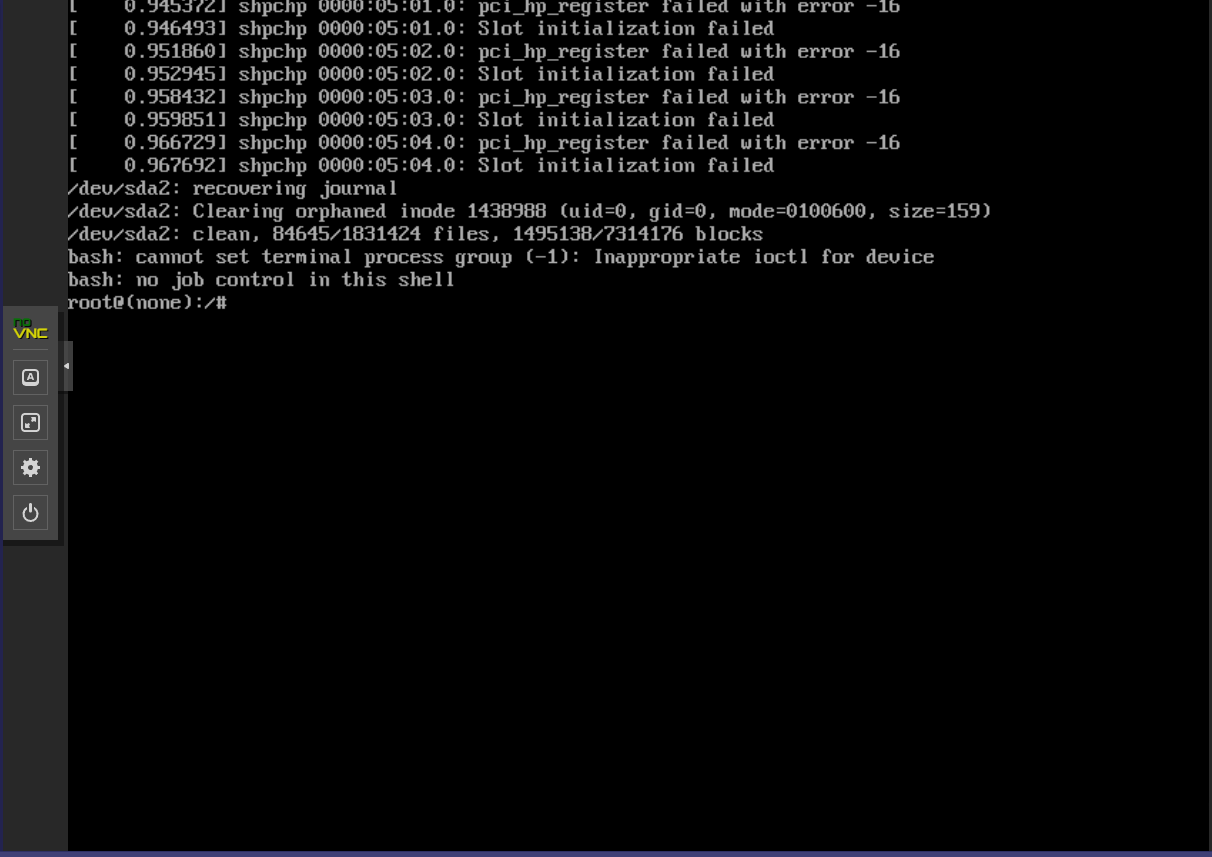 [    0.945372] shpchp 0000:05:01.0: pci_hp_register failed with error -16
[    0.946493] shpchp 0000:05:01.0: Slot initialization failed
[    0.951860] shpchp 0000:05:02.0: pci_hp_register failed with error -16
[    0.952945] shpchp 0000:05:02.0: Slot initialization failed
[    0.958432] shpchp 0000:05:03.0: pci_hp_register failed with error -16
[    0.959851] shpchp 0000:05:03.0: Slot initialization failed
[    0.966729] shpchp 0000:05:04.0: pci_hp_register failed with error -16
[    0.967692] shpchp 0000:05:04.0: Slot initialization failed
/dev/sda2: recovering journal
/dev/sda2: Clearing orphaned inode 1438988 (uid=0, gid=0, mode=0100600, size=159)
/dev/sda2: clean, 84645/1831424 files, 1495138/7314176 blocks
bash: cannot set terminal process group (-1): Inappropriate ioctl for device
bash: no job control in this shell
root@(none):/#
no
VNC
A